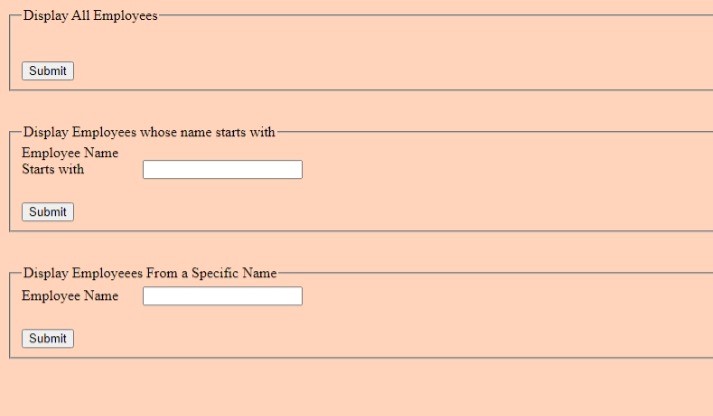 Display All Employees
Submit
Display Employees whose name starts with
Employee Name
Starts with
Submit
Display Employeees From a Specific Name
Employee Name
Submit